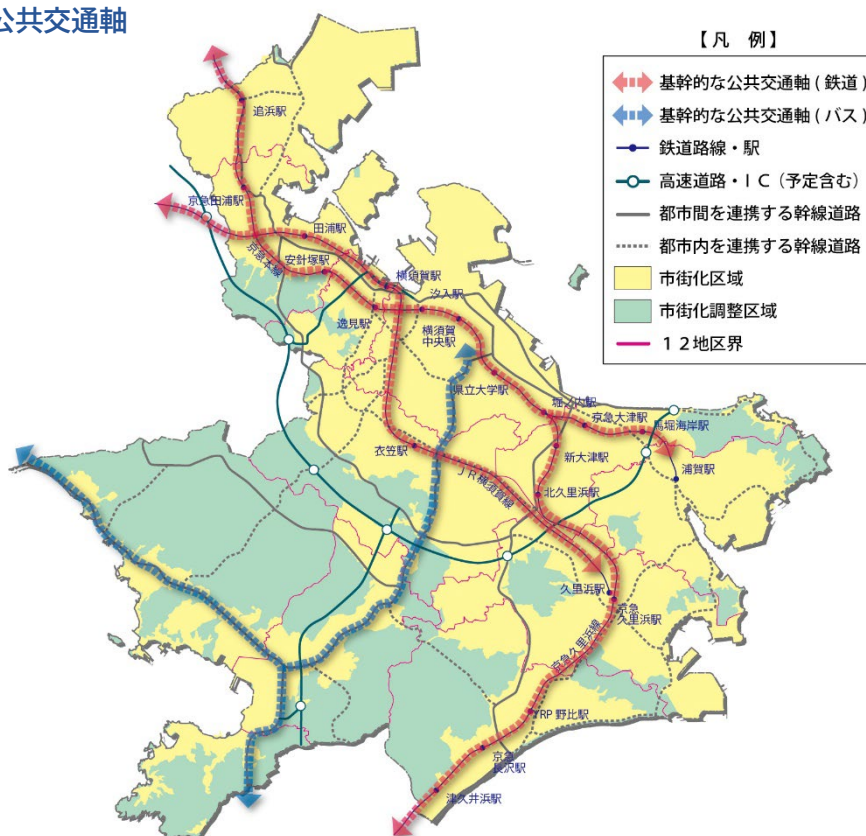 公共交通軸
【凡 例】
基幹的な公共交通軸（鉄道）
基幹的な公共交通軸（バス）
鉄道路線・駅
高速道路・ＩＣ（予定含む）
都市間を連携する幹線道路
都市内を連携する幹線道路
市街化区域
市街化調整区域
１２地区界
追浜駅
京急田浦駅
田浦駅
京急本線
安針塚駅
横須賀駅
逸見駅
汐入駅
横須賀
中央駅
県立大学駅
堀ノ内駅
京急大津駅
馬堀海岸駅
浦賀駅
新大津駅
衣笠駅
ＪＲ横須賀線
北久里浜駅
久里浜駅
京急
久里浜駅
京急久里浜線
YRP 野比駅
京急
長沢駅
津久井浜駅